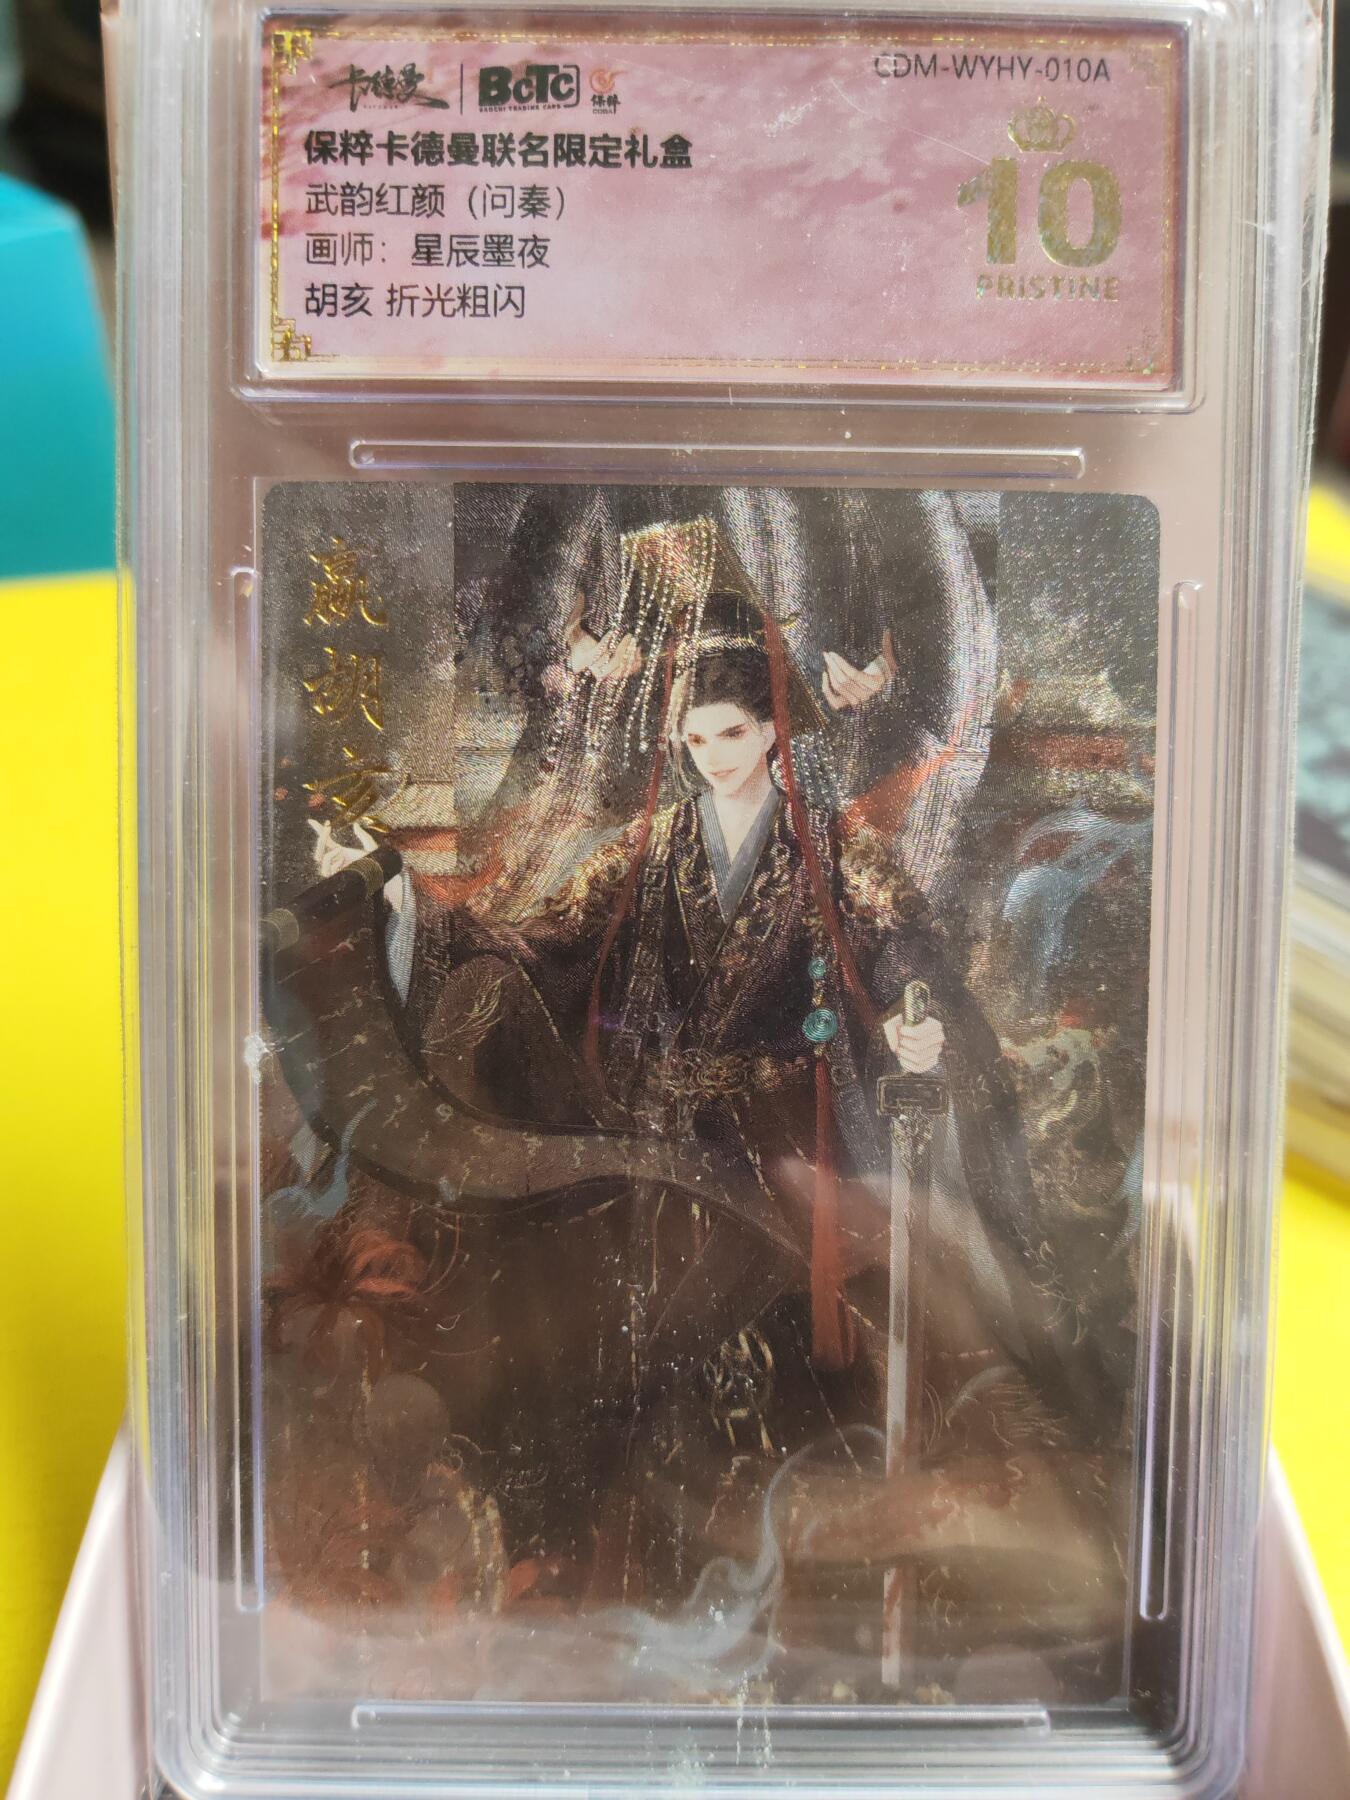 卡德曼 BCTC 保粹
CDM-WYHY-010A
保粹卡德曼联名限定礼盒
武韵红颜（问秦）
画师：星辰墨夜
胡亥 折光粗闪
10
PRISTINE
嬴胡亥